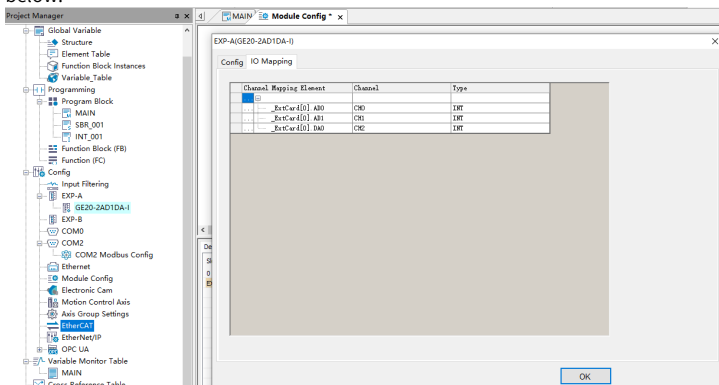 below.
Project Manager
Global Variable
Structure
Element Table
Function Block Instances
Variable_Table
Programming
Program Block
MAIN
SBR_001
INT_001
Function Block (FB)
Function (FC)
Config
Input Filtering
EXP-A
GE20-2AD1DA-I
EXP-B
COM0
COM2
COM2 Modbus Config
Ethernet
Module Config
Electronic Cam
Motion Control Axis
Axis Group Settings
EtherCAT
EtherNet/IP
OPC UA
Variable Monitor Table
MAIN
Cross Reference Table
MAIN
Module Config *
EXP-A(GE20-2AD1DA-I)
Config
IO Mapping
Channel Mapping Element Channel Type
_ExtCard[0].AD0 CH0 INT
_ExtCard[0].AD1 CH1 INT
_ExtCard[0].DA0 CH2 INT
De
0
OK